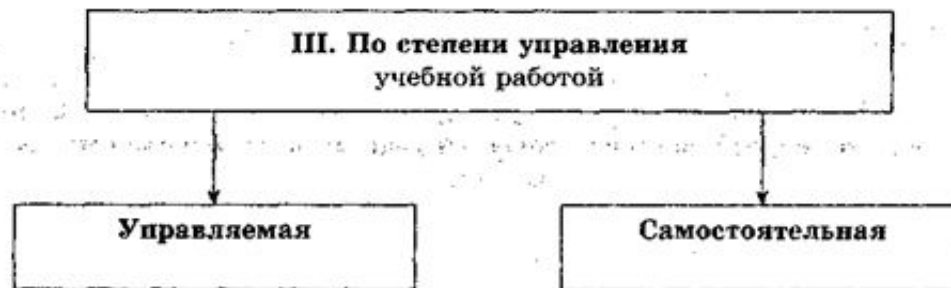 III. По степени управления
учебной работой
Управляемая
Самостоятельная